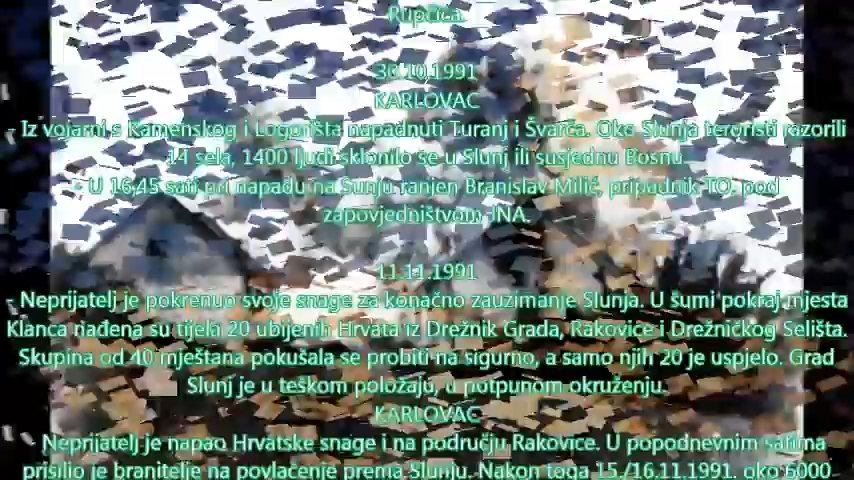 Rupčića.
30.10.1991
KARLOVAC
- Iz vojarni s Kamenskog i Logorišta napadnuti Turanj i Švarča. Oko Slunja teroristi razorili
14 sela, 1400 ljudi sklonilo se u Slunj ili susjednu Bosnu.
- U 16,45 sati pri napadu na Sunju ranjen Branislav Milić, pripadnik TO, pod
zapovjedništvom JNA.
11.11.1991
- Neprijatelj je pokrenuo svoje snage za konačno zauzimanje Slunja. U šumi pokraj mjesta
Klanca nađena su tijela 20 ubijenih Hrvata iz Drežnik Grada, Rakovice i Drežničkog Selišta.
Skupina od 40 mještana pokušala se probiti na sigurno, a samo njih 20 je uspjelo. Grad
Slunj je u teškom položaju, u potpunom okruženju.
KARLOVAC
- Neprijatelj je napao Hrvatske snage i na području Rakovice. U popodnevnim satima
prisilio je branitelje na povlačenje prema Slunju. Nakon toga 15./16.11.1991. oko 6000